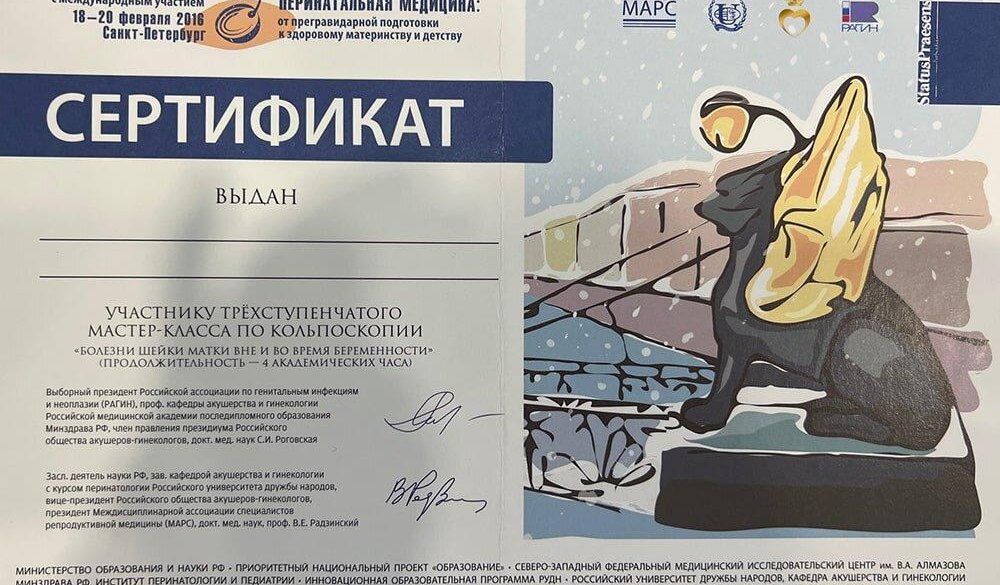 с международным участием
18–20 февраля 2016
Санкт-Петербург
ПЕРИНАТАЛЬНАЯ МЕДИЦИНА:
от прегравидарной подготовки
к здоровому материнству и детству
МАРС
РАГИН
StatusPraesens
СЕРТИФИКАТ
ВЫДАН
УЧАСТНИКУ ТРЁХСТУПЕНЧАТОГО
МАСТЕР-КЛАССА ПО КОЛЬПОСКОПИИ
«БОЛЕЗНИ ШЕЙКИ МАТКИ ВНЕ И ВО ВРЕМЯ БЕРЕМЕННОСТИ»
(ПРОДОЛЖИТЕЛЬНОСТЬ — 4 АКАДЕМИЧЕСКИХ ЧАСА)
Выборный президент Российской ассоциации по генитальным инфекциям
и неоплазии (РАГИН), проф. кафедры акушерства и гинекологии
Российской медицинской академии последипломного образования
Минздрава РФ, член правления президиума Российского
общества акушеров-гинекологов, докт. мед. наук С.И. Роговская
Засл. деятель науки РФ, зав. кафедрой акушерства и гинекологии
с курсом перинатологии Российского университета дружбы народов,
вице-президент Российского общества акушеров-гинекологов,
президент Междисциплинарной ассоциации специалистов
репродуктивной медицины (МАРС), докт. мед. наук, проф. В.Е. Радзинский
МИНИСТЕРСТВО ОБРАЗОВАНИЯ И НАУКИ РФ • ПРИОРИТЕТНЫЙ НАЦИОНАЛЬНЫЙ ПРОЕКТ «ОБРАЗОВАНИЕ» • СЕВЕРО-ЗАПАДНЫЙ ФЕДЕРАЛЬНЫЙ МЕДИЦИНСКИЙ ИССЛЕДОВАТЕЛЬСКИЙ ЦЕНТР им. В.А. АЛМАЗОВА
МИНЗДРАВА РФ, ИНСТИТУТ ПЕРИНАТОЛОГИИ И ПЕДИАТРИИ • ИННОВАЦИОННАЯ ОБРАЗОВАТЕЛЬНАЯ ПРОГРАММА РУДН • РОССИЙСКИЙ УНИВЕРСИТЕТ ДРУЖБЫ НАРОДОВ, КАФЕДРА АКУШЕРСТВА И ГИНЕКОЛОГИИ